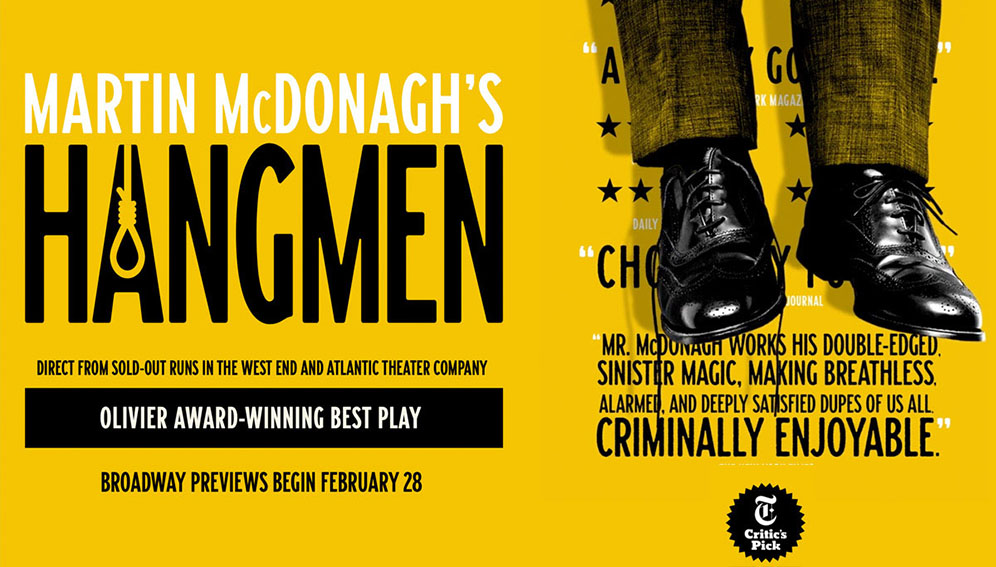 MARTIN McDONAGH'S
HANGMEN
DIRECT FROM SOLD-OUT RUNS IN THE WEST END AND ATLANTIC THEATER COMPANY
OLIVIER AWARD-WINNING BEST PLAY
BROADWAY PREVIEWS BEGIN FEBRUARY 28
“A
DAILY
JOURNAL
“MR. McDONAGH WORKS HIS DOUBLE-EDGED,
SINISTER MAGIC, MAKING BREATHLESS,
ALARMED, AND DEEPLY SATISFIED DUPES OF US ALL.
CRIMINALLY ENJOYABLE.”
T
Critic's
Pick